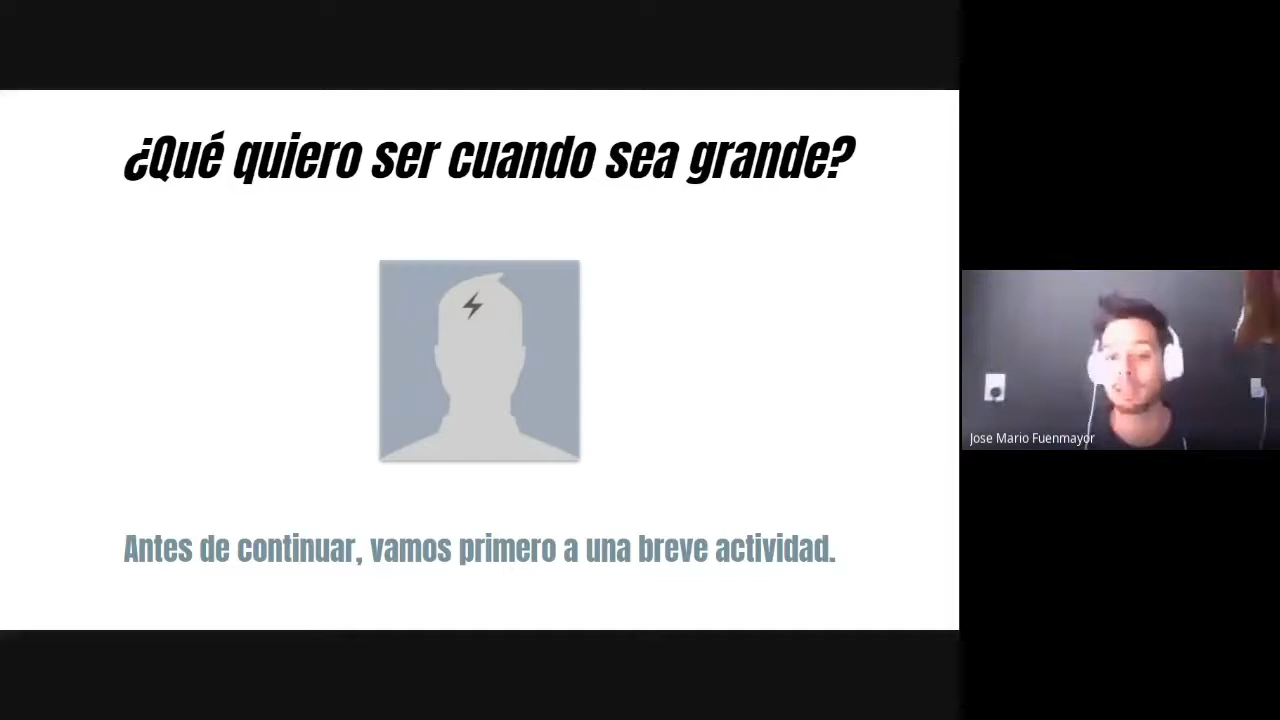 ¿Qué quiero ser cuando sea grande?
Antes de continuar, vamos primero a una breve actividad.
Jose Mario Fuenmayor